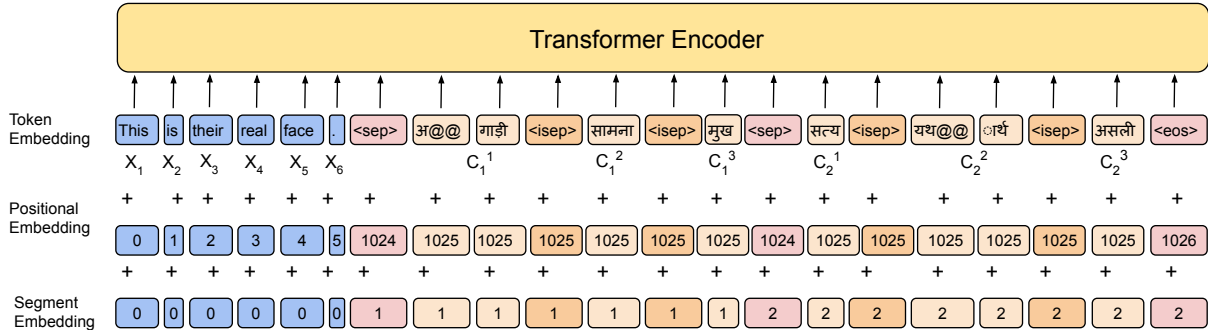 Transformer Encoder
Token Embedding This is their real face . <sep> अ@@ गाड़ी <isep> सामना <isep> मुख <sep> सत्य <isep> यथ@@ ार्थ <isep> असली <eos>
X1 X2 X3 X4 X5 X6 C1^1 C1^2 C1^3 C2^1 C2^2 C2^3
+ + + + + + + + + + + + + + + + + + + +
Positional Embedding 0 1 2 3 4 5 1024 1025 1025 1025 1025 1025 1025 1024 1025 1025 1025 1025 1025 1025 1026
+ + + + + + + + + + + + + + + + + + + +
Segment Embedding 0 0 0 0 0 0 1 1 1 1 1 1 1 2 2 2 2 2 2 2 2